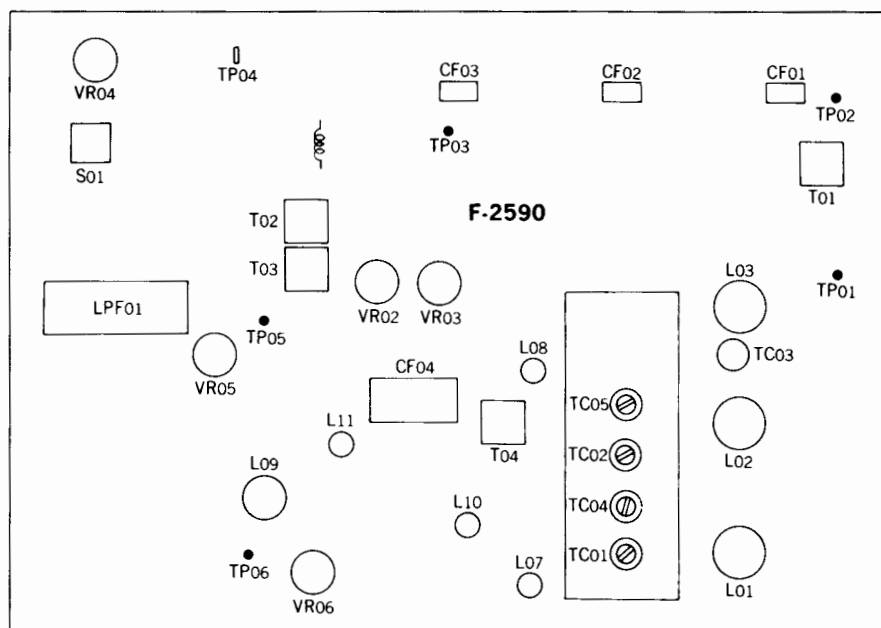 VR04
TP04
CF03
CF02
CF01
TP02
S01
TP03
T01
T02
F-2590
T03
L03
TP01
LPF01
VR02
VR03
TP05
L08
TC03
VR05
CF04
TC05
L11
T04
TC02
L02
L09
L10
TC04
TP06
L07
TC01
VR06
L01